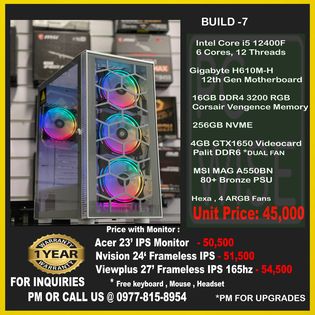 BUILD -7
Intel Core i5 12400F
6 Cores, 12 Threads
Gigabyte H610M-H
12th Gen Motherboard
16GB DDR4 3200 RGB
Corsair Vengence Memory
256GB NVME
4GB GTX1650 Videocard
Palit DDR6 *DUAL FAN
MSI MAG A550BN
80+ Bronze PSU
Hexa , 4 ARGB Fans
Unit Price: 45,000
Price with Monitor :
Acer 23' IPS Monitor - 50,500
Nvision 24' Frameless IPS - 51,500
Viewplus 27' Frameless IPS 165hz - 54,500
* Free keyboard , Mouse , Headset
WARRANTY
1 YEAR
WARRANTY
FOR INQUIRIES
PM OR CALL US @ 0977-815-8954
*PM FOR UPGRADES
msi